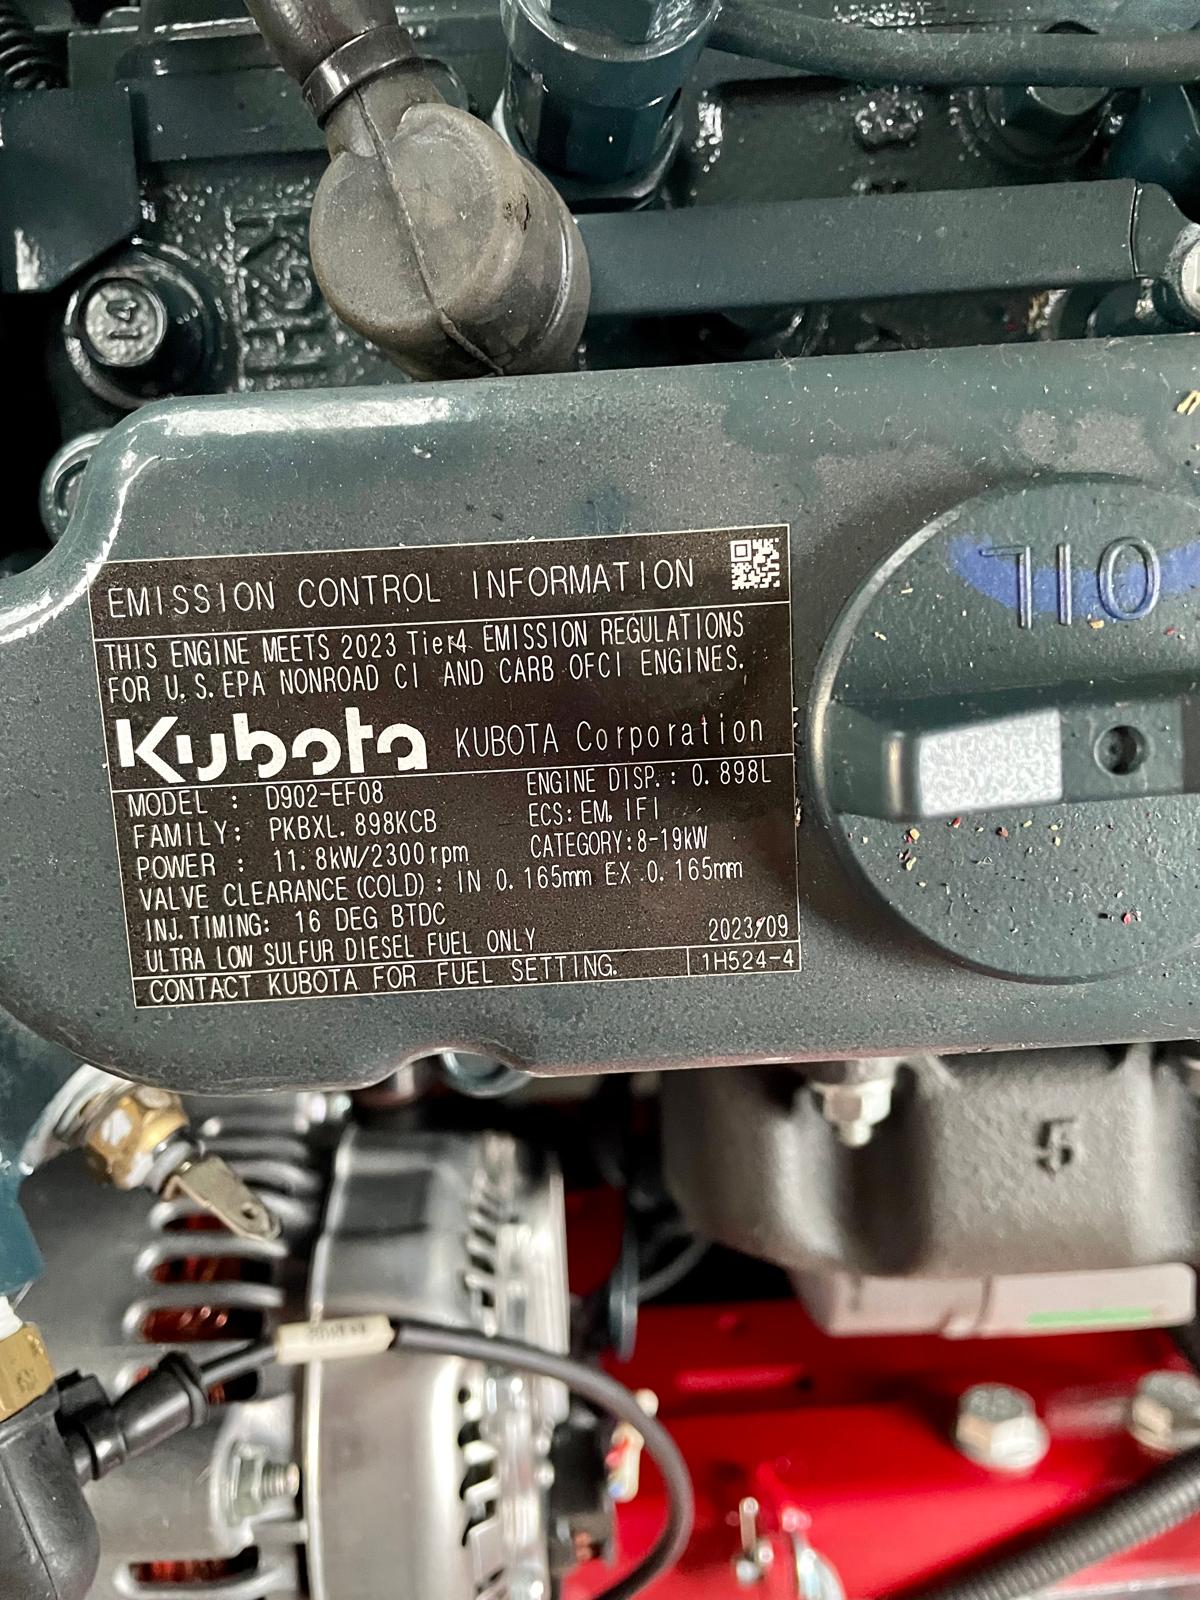 14
EMISSION CONTROL INFORMATION
THIS ENGINE MEETS 2023 Tier4 EMISSION REGULATIONS
FOR U.S.EPA NONROAD CI AND CARB OFCI ENGINES.
Kubota KUBOTA Corporation
MODEL : D902-EF08 ENGINE DISP.: 0.898L
FAMILY: PKBXL.898KCB ECS:EM, IFI
POWER : 11.8kW/2300rpm CATEGORY:8-19kW
VALVE CLEARANCE(COLD): IN 0.165mm EX 0.165mm
INJ.TIMING: 16 DEG BTDC
ULTRA LOW SULFUR DIESEL FUEL ONLY 2023/09
CONTACT KUBOTA FOR FUEL SETTING. 1H524-4
OIL
5